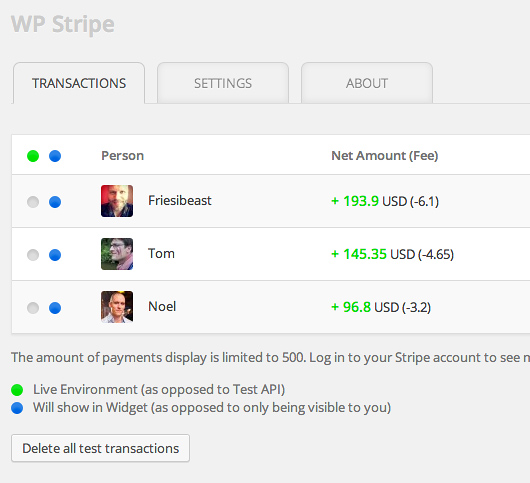 WP Stripe
TRANSACTIONS SETTINGS ABOUT
Person Net Amount (Fee)
Friesibeast + 193.9 USD (-6.1)
Tom + 145.35 USD (-4.65)
Noel + 96.8 USD (-3.2)
The amount of payments display is limited to 500. Log in to your Stripe account to see
Live Environment (as opposed to Test API)
Will show in Widget (as opposed to only being visible to you)
Delete all test transactions